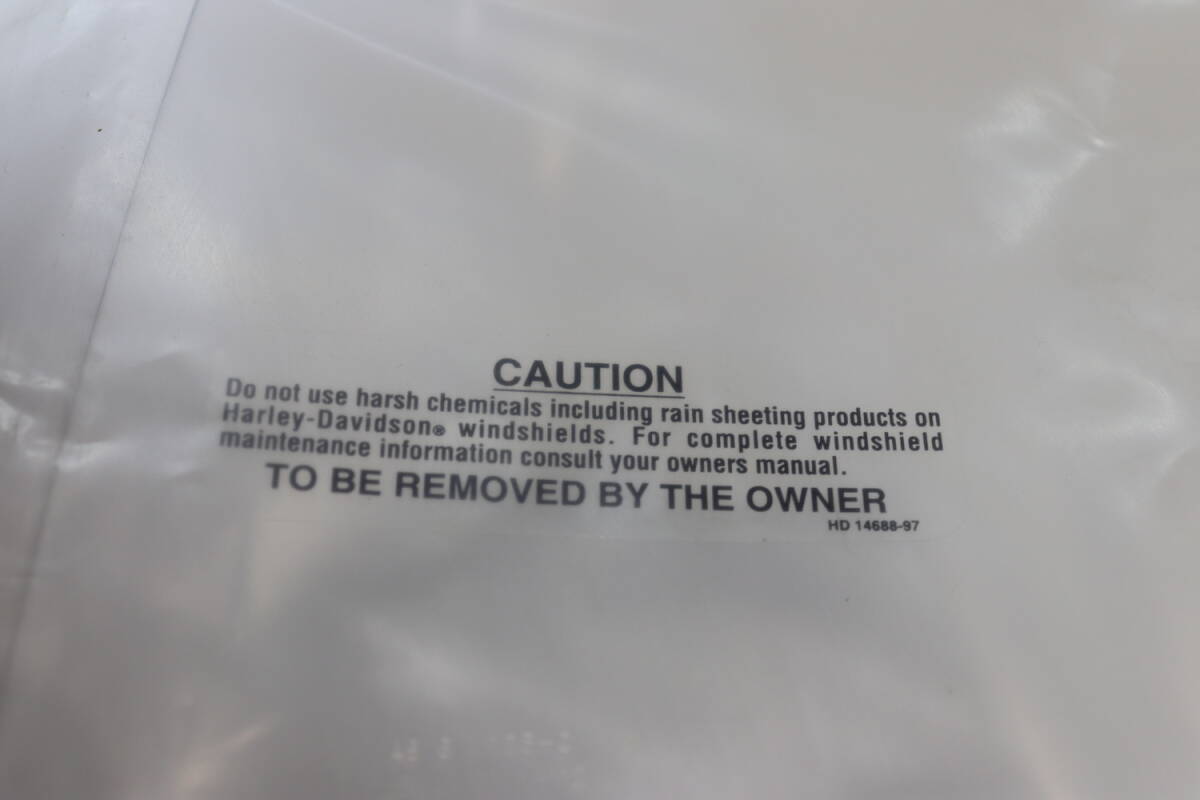 CAUTION
Do not use harsh chemicals including rain sheeting products on
Harley-Davidson® windshields. For complete windshield
maintenance information consult your owners manual.
TO BE REMOVED BY THE OWNER
HD 14688-97